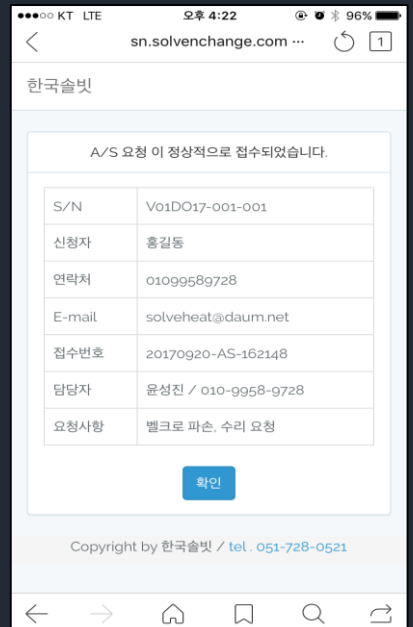 KT LTE 오후 4:22 96%
sn.solvenchange.com ... 1
한국솔빗
A/S 요청 이 정상적으로 접수되었습니다.
S/N V01DO17-001-001
신청자 홍길동
연락처 01099589728
E-mail solveheat@daum.net
접수번호 20170920-AS-162148
담당자 윤성진 / 010-9958-9728
요청사항 벨크로 파손, 수리 요청
확인
Copyright by 한국솔빗 / tel . 051-728-0521